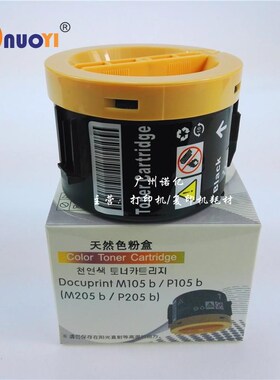 NUOYI®
Toner Cartridge
Black
广州诺亿
主营：打印机/复印机耗材
天然色粉盒
Color Toner Cartridge
천연색 토너카트리지
Docuprint M105 b / P105 b
(M205 b / P205 b)